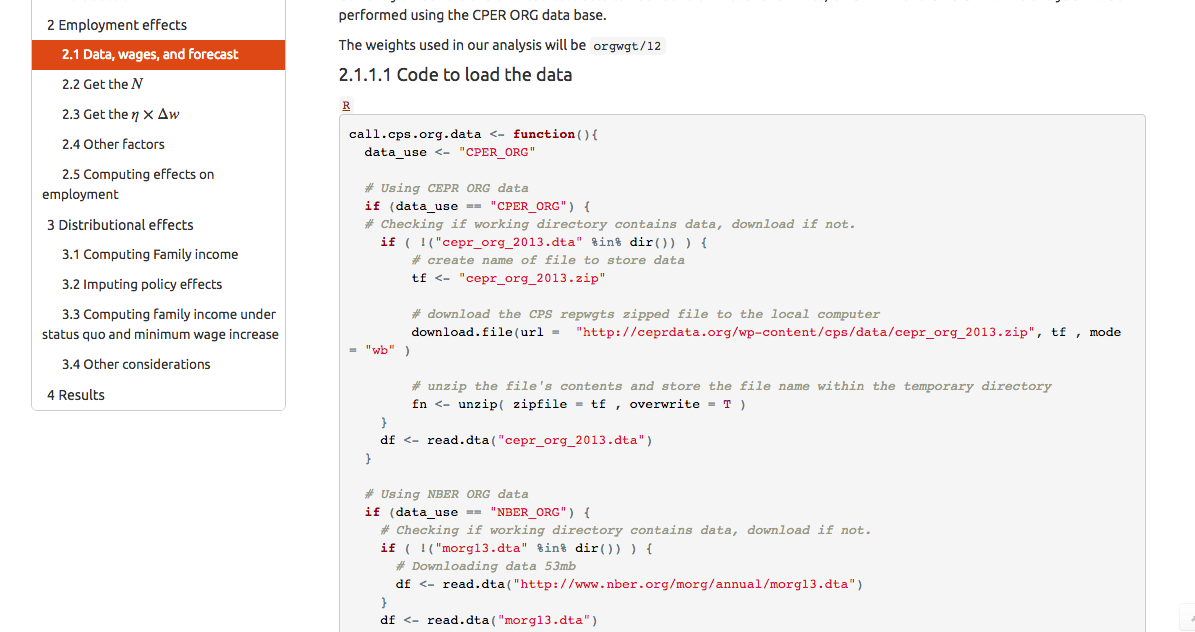 2 Employment effects
2.1 Data, wages, and forecast
2.2 Get the N
2.3 Get the η × Δw
2.4 Other factors
2.5 Computing effects on
employment
3 Distributional effects
3.1 Computing Family income
3.2 Imputing policy effects
3.3 Computing family income under
status quo and minimum wage increase
3.4 Other considerations
4 Results
performed using the CPER ORG data base.
The weights used in our analysis will be orgwgt/12
2.1.1.1 Code to load the data
R
call.cps.org.data <- function(){
data_use <- "CPER_ORG"
# Using CEPR ORG data
if (data_use == "CPER_ORG") {
# Checking if working directory contains data, download if not.
if ( !("cepr_org_2013.dta" %in% dir()) ) {
# create name of file to store data
tf <- "cepr_org_2013.zip"
# download the CPS repwgts zipped file to the local computer
download.file(url = "http://ceprdata.org/wp-content/cps/data/cepr_org_2013.zip", tf , mode
= "wb" )
# unzip the file's contents and store the file name within the temporary directory
fn <- unzip( zipfile = tf , overwrite = T )
}
df <- read.dta("cepr_org_2013.dta")
}
# Using NBER ORG data
if (data_use == "NBER_ORG") {
# Checking if working directory contains data, download if not.
if ( !("morg13.dta" %in% dir()) ) {
# Downloading data 53mb
df <- read.dta("http://www.nber.org/morg/annual/morg13.dta")
}
df <- read.dta("morg13.dta")